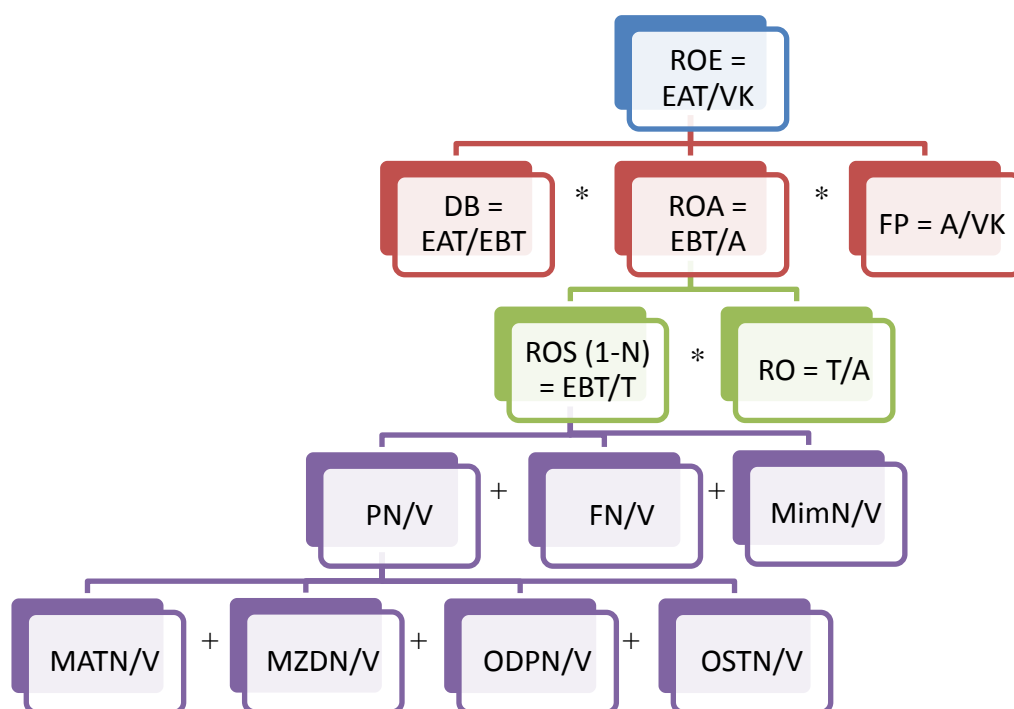 ROE =
EAT/VK
DB =
EAT/EBT
*
ROA =
EBT/A
*
FP = A/VK
ROS (1-N)
= EBT/T
*
RO = T/A
PN/V
+
FN/V
+
MimN/V
MATN/V
+
MZDN/V
+
ODPN/V
+
OSTN/V